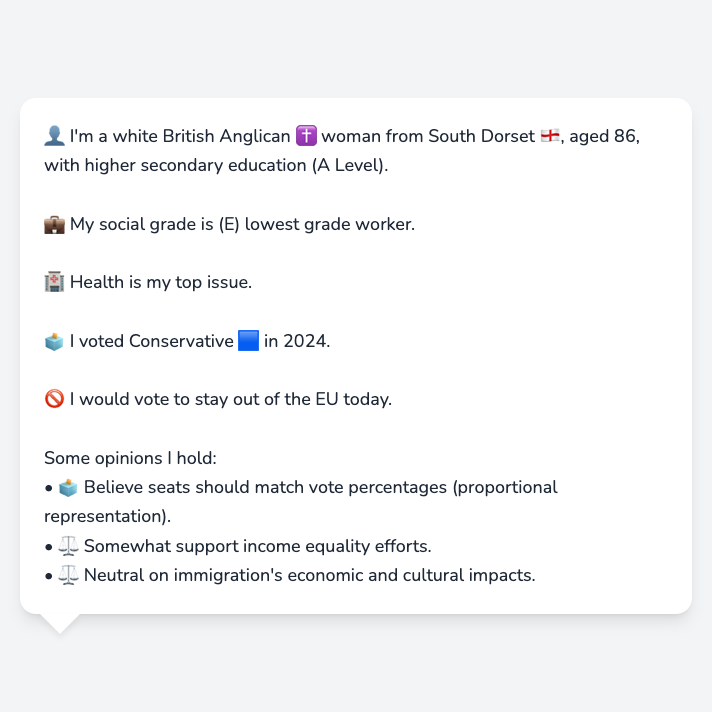 👤 I'm a white British Anglican ✝️ woman from South Dorset 🏴󠁧󠁢󠁥󠁮󠁧󠁿, aged 86,
with higher secondary education (A Level).
💼 My social grade is (E) lowest grade worker.
🏥 Health is my top issue.
🗳️ I voted Conservative 🟦 in 2024.
🚫 I would vote to stay out of the EU today.
Some opinions I hold:
• 🗳️ Believe seats should match vote percentages (proportional
representation).
• ⚖️ Somewhat support income equality efforts.
• ⚖️ Neutral on immigration's economic and cultural impacts.